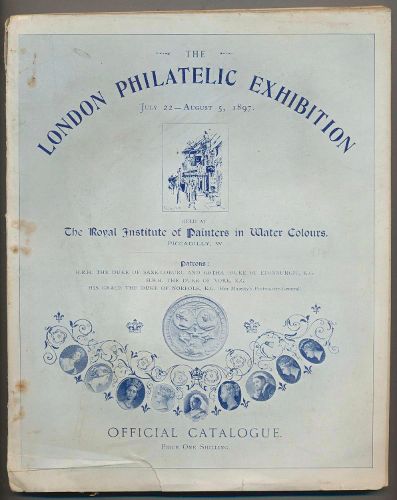 THE
LONDON PHILATELIC EXHIBITION
JULY 22 — AUGUST 5, 1897.
HELD AT
The Royal Institute of Painters in Water Colours,
PICCADILLY, W.
Patrons:
H.R.H. THE DUKE OF SAXE-COBURG AND GOTHA (DUKE OF EDINBURGH), K.G.
H.R.H. THE DUKE OF YORK, K.G.
HIS GRACE THE DUKE OF NORFOLK, K.G. (Her Majesty's Postmaster-General)
OFFICIAL CATALOGUE.
PRICE ONE SHILLING.